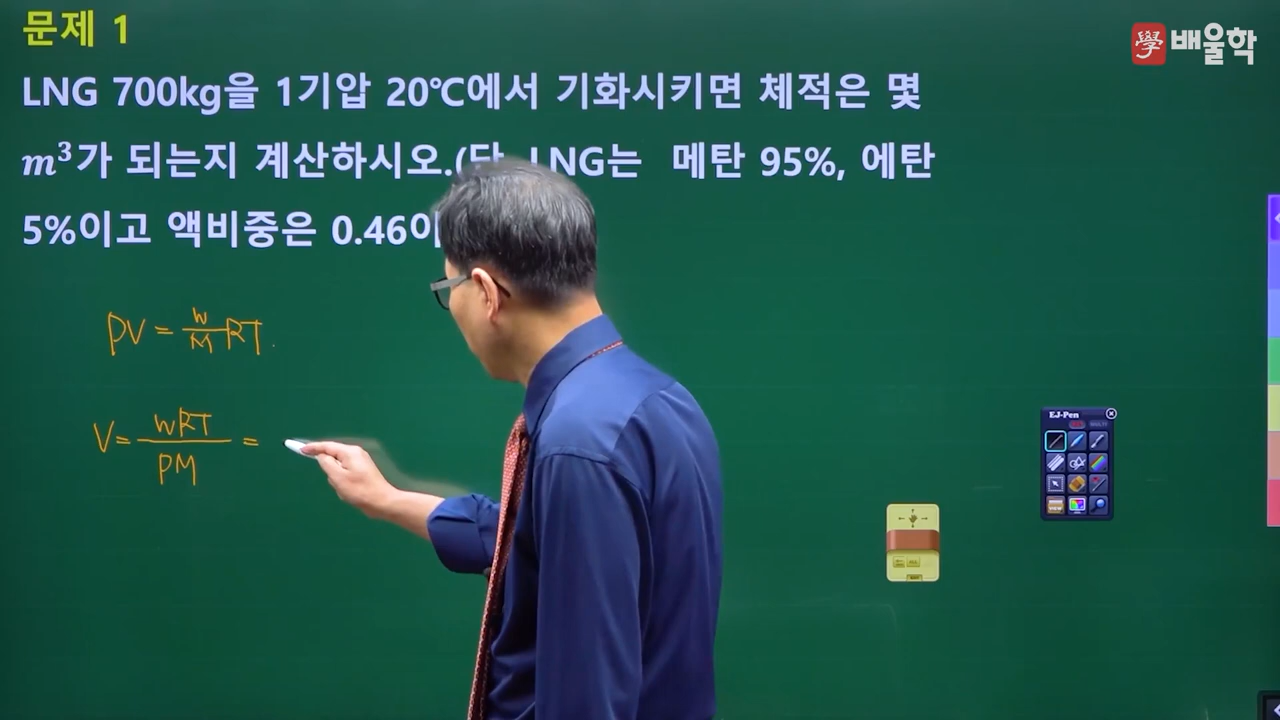 문제 1
學 배울학
LNG 700kg을 1기압 20℃에서 기화시키면 체적은 몇
m³가 되는지 계산하시오.(단, LNG는 메탄 95%, 에탄
5%이고 액비중은 0.46이
PV = W/M RT.
V = WRT/PM =
EJ-Pen